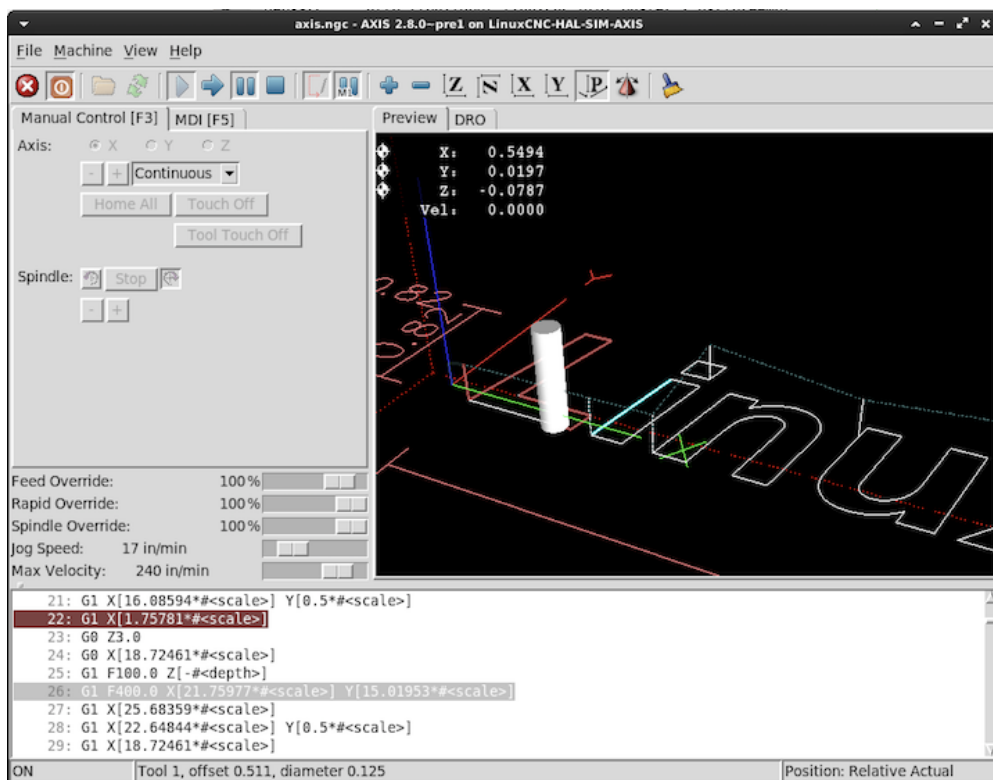 axis.ngc - AXIS 2.8.0~pre1 on LinuxCNC-HAL-SIM-AXIS
File Machine View Help
Z N X Y P
Manual Control [F3] MDI [F5]
Axis: X Y Z
- + Continuous
Home All Touch Off
Tool Touch Off
Spindle: Stop
- +
Feed Override: 100%
Rapid Override: 100%
Spindle Override: 100%
Jog Speed: 17 in/min
Max Velocity: 240 in/min
Preview DRO
X: 0.5494
Y: 0.0197
Z: -0.0787
Vel: 0.0000
Y
X
Linu
21: G1 X[16.08594*#<scale>] Y[0.5*#<scale>]
22: G1 X[1.75781*#<scale>]
23: G0 Z3.0
24: G0 X[18.72461*#<scale>]
25: G1 F100.0 Z[-#<depth>]
26: G1 F400.0 X[21.75977*#<scale>] Y[15.01953*#<scale>]
27: G1 X[25.68359*#<scale>]
28: G1 X[22.64844*#<scale>] Y[0.5*#<scale>]
29: G1 X[18.72461*#<scale>]
ON Tool 1, offset 0.511, diameter 0.125 Position: Relative Actual